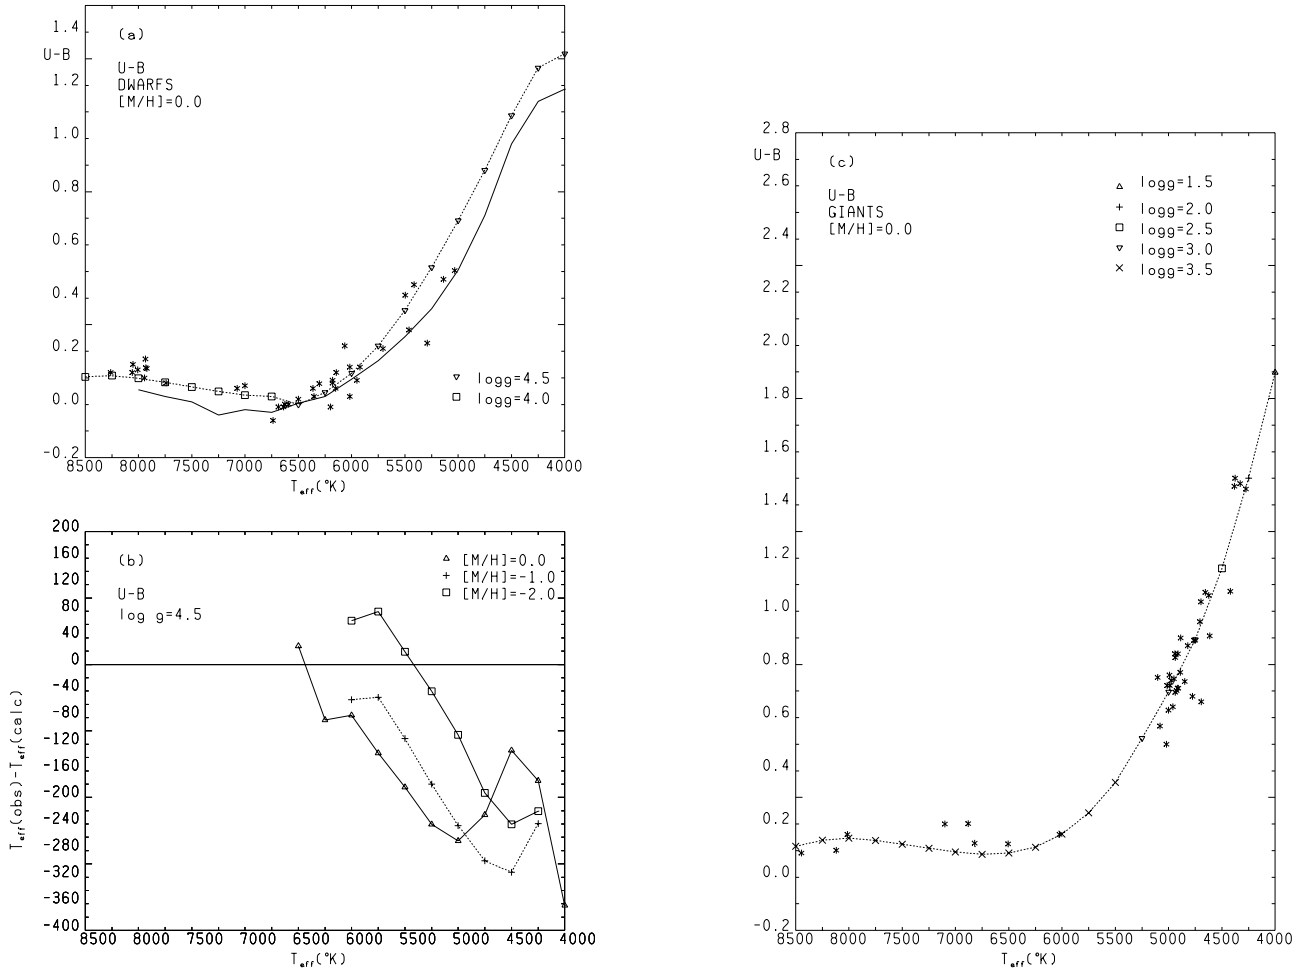 1.4
(a)
U-B
U-B
DWARFS
[M/H]=0.0
1.2
1.0
0.8
0.6
0.4
0.2
0.0
-0.2
logg=4.5
logg=4.0
8500 8000 7500 7000 6500 6000 5500 5000 4500 4000
Teff(°K)
200
160
120
80
40
0
-40
-80
-120
-160
-200
-240
-280
-320
-360
-400
(b)
U-B
log g=4.5
[M/H]=0.0
[M/H]=-1.0
[M/H]=-2.0
Teff(obs)-Teff(calc)
8500 8000 7500 7000 6500 6000 5500 5000 4500 4000
Teff(°K)
2.8
U-B
2.6
2.4
2.2
2.0
1.8
1.6
1.4
1.2
1.0
0.8
0.6
0.4
0.2
0.0
-0.2
(c)
U-B
GIANTS
[M/H]=0.0
logg=1.5
logg=2.0
logg=2.5
logg=3.0
logg=3.5
8500 8000 7500 7000 6500 6000 5500 5000 4500 4000
Teff(°K)